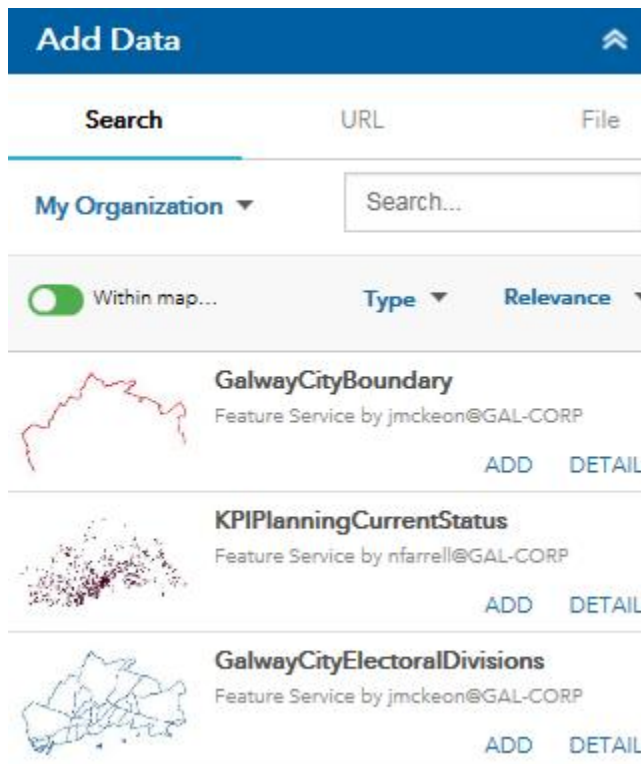 Add Data
Search URL File
My Organization Search...
Within map... Type Relevance
GalwayCityBoundary
Feature Service by jmckeon@GAL-CORP
ADD DETAIL
KPIPlanningCurrentStatus
Feature Service by nfarrell@GAL-CORP
ADD DETAIL
GalwayCityElectoralDivisions
Feature Service by jmckeon@GAL-CORP
ADD DETAIL